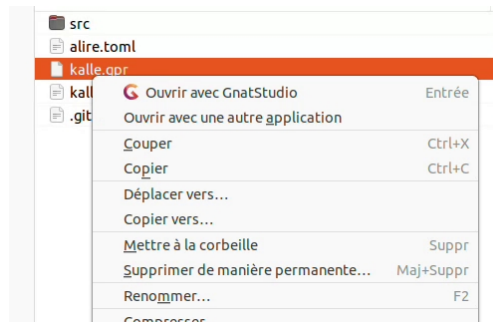 src
alire.toml
kalle.gpr
kall
Ouvrir avec GnatStudio Entrée
.git
Ouvrir avec une autre application
Couper Ctrl+X
Copier Ctrl+C
Déplacer vers…
Copier vers…
Mettre à la corbeille Suppr
Supprimer de manière permanente… Maj+Suppr
Renommer… F2
Compresser